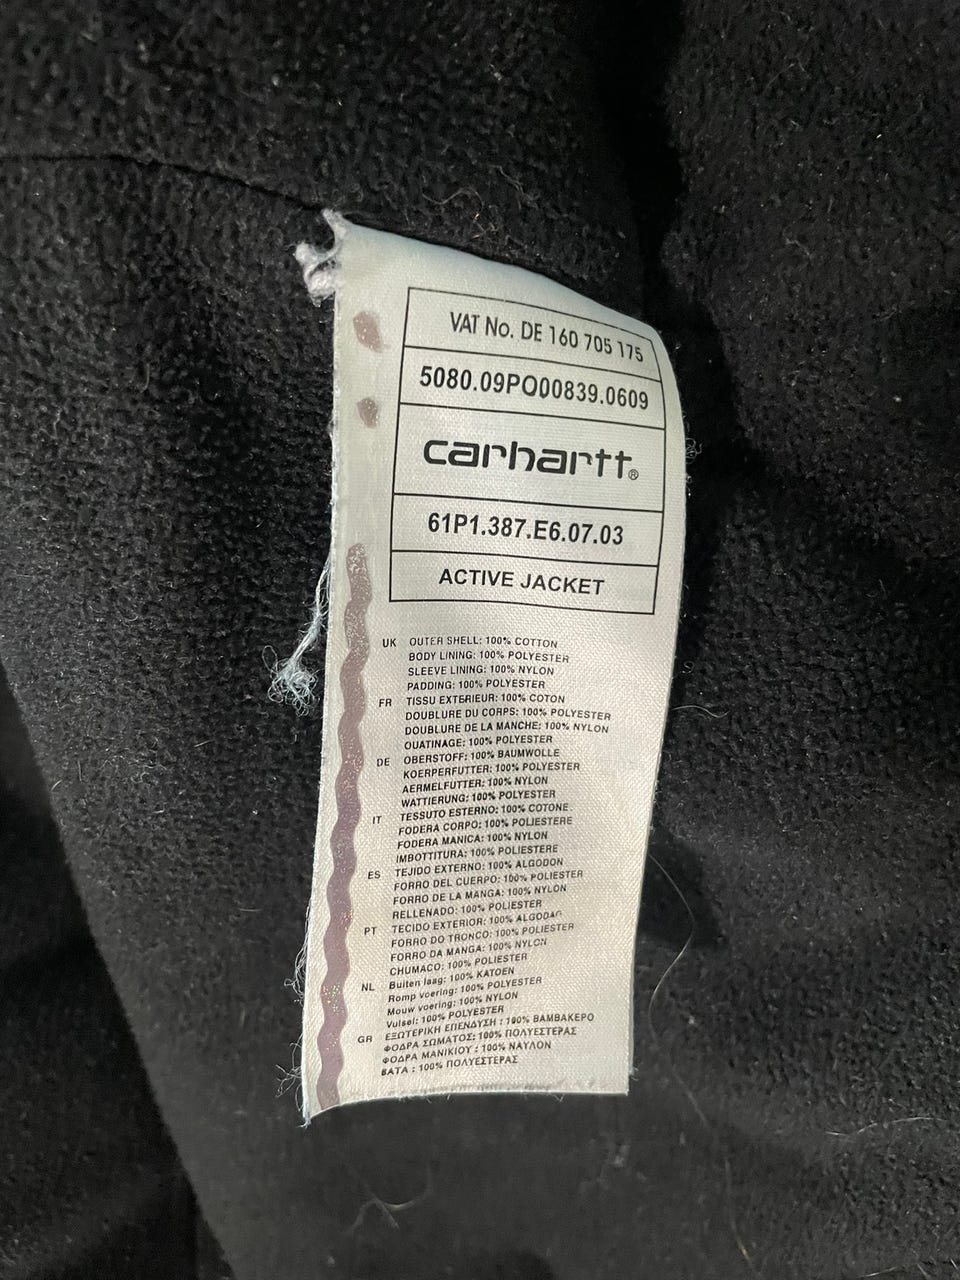 VAT No. DE 160 705 175
5080.09PO00839.0609
carhartt®
61P1.387.E6.07.03
ACTIVE JACKET
UK OUTER SHELL: 100% COTTON
BODY LINING: 100% POLYESTER
SLEEVE LINING: 100% NYLON
PADDING: 100% POLYESTER
FR TISSU EXTERIEUR: 100% COTON
DOUBLURE DU CORPS: 100% POLYESTER
DOUBLURE DE LA MANCHE: 100% NYLON
OUATINAGE: 100% POLYESTER
DE OBERSTOFF: 100% BAUMWOLLE
KOERPERFUTTER: 100% POLYESTER
AERMELFUTTER: 100% NYLON
WATTIERUNG: 100% POLYESTER
IT TESSUTO ESTERNO: 100% COTONE
FODERA CORPO: 100% POLIESTERE
FODERA MANICA: 100% NYLON
IMBOTTITURA: 100% POLIESTERE
ES TEJIDO EXTERNO: 100% ALGODON
FORRO DEL CUERPO: 100% POLIESTER
FORRO DE LA MANGA: 100% NYLON
RELLENADO: 100% POLIESTER
PT TECIDO EXTERIOR: 100% ALGODAO
FORRO DO TRONCO: 100% POLIESTER
FORRO DA MANGA: 100% NYLON
CHUMACO: 100% POLIESTER
NL Buiten laag: 100% KATOEN
Romp voering: 100% POLYESTER
Mouw voering: 100% NYLON
Vulsel: 100% POLYESTER
GR ΕΞΩΤΕΡΙΚΗ ΕΠΕΝΔΥΣΗ : 100% ΒΑΜΒΑΚΕΡΟ
ΦΟΔΡΑ ΣΩΜΑΤΟΣ: 100% ΠΟΛΥΕΣΤΕΡΑΣ
ΦΟΔΡΑ ΜΑΝΙΚΙΟΥ : 100% ΝΑΥΛΟΝ
ΒΑΤΑ : 100% ΠΟΛΥΕΣΤΕΡΑΣ